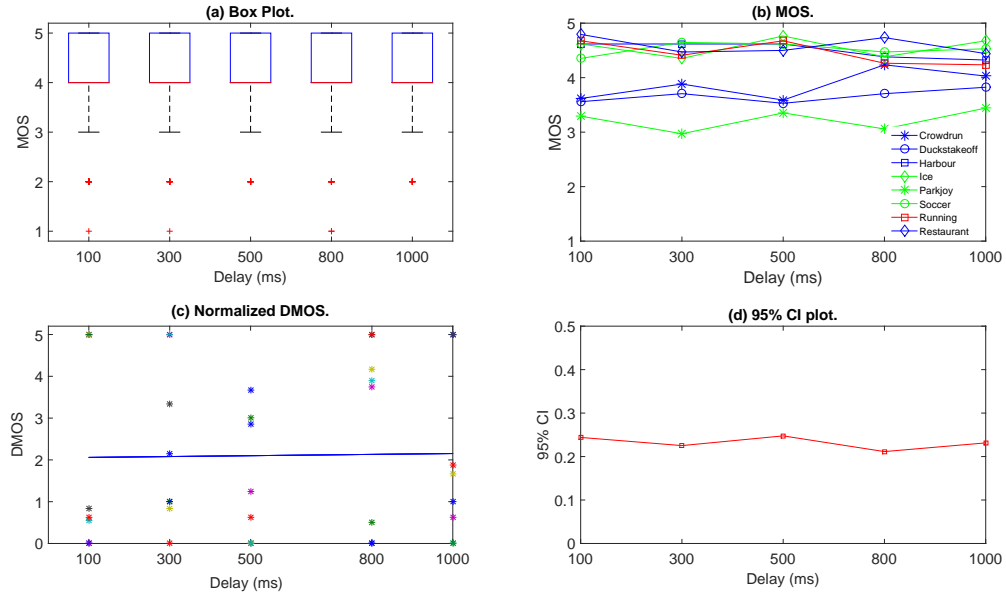 (a) Box Plot.
5
4
3
2
1
MOS
100 300 500 800 1000
Delay (ms)
(b) MOS.
5
4
3
2
1
MOS
Crowdrun
Duckstakeoff
Harbour
Ice
Parkjoy
Soccer
Running
Restaurant
100 300 500 800 1000
Delay (ms)
(c) Normalized DMOS.
5
4
3
2
1
0
DMOS
100 300 500 800 1000
Delay (ms)
(d) 95% CI plot.
0.5
0.4
0.3
0.2
0.1
0
95% CI
100 300 500 800 1000
Delay (ms)